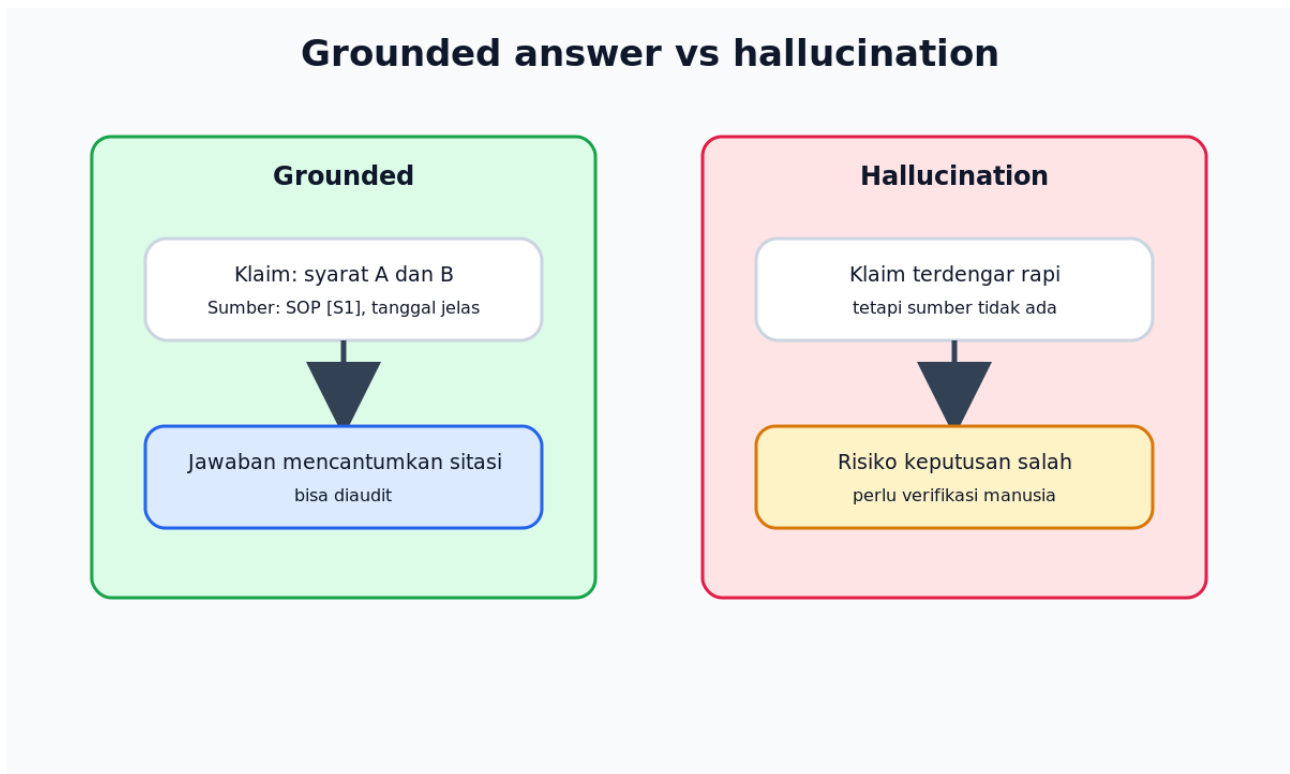 Grounded answer vs hallucination
Grounded
Klaim: syarat A dan B
Sumber: SOP [S1], tanggal jelas
Jawaban mencantumkan sitasi
bisa diaudit
Hallucination
Klaim terdengar rapi
tetapi sumber tidak ada
Risiko keputusan salah
perlu verifikasi manusia